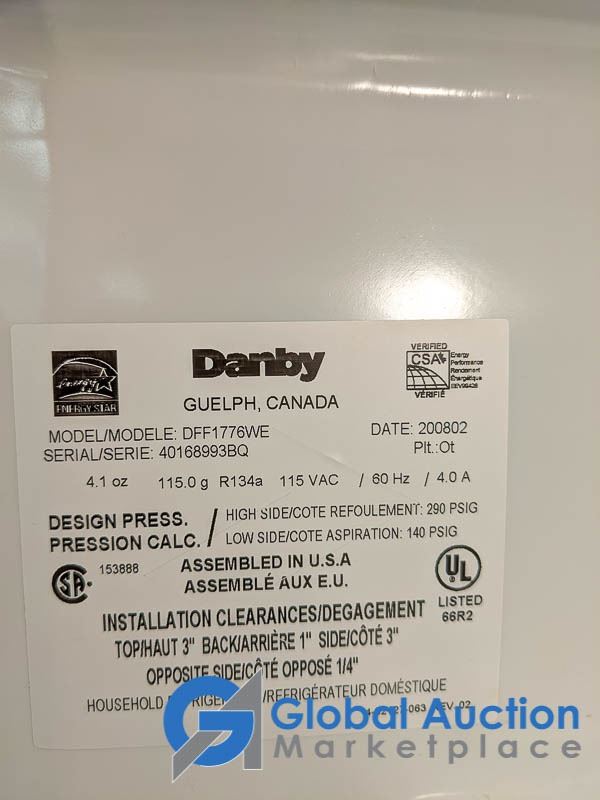 ENERGY STAR
Danby
GUELPH, CANADA
VERIFIED
CSA
Energy
Performance
Rendement
Énergétique
EEV99426
VERIFIÉ
MODEL/MODELE: DFF1776WE
DATE: 200802
SERIAL/SERIE: 40168993BQ
Plt.:Ot
4.1 oz 115.0 g R134a 115 VAC / 60 Hz / 4.0 A
DESIGN PRESS.
PRESSION CALC.
HIGH SIDE/COTE REFOULEMENT: 290 PSIG
LOW SIDE/COTE ASPIRATION: 140 PSIG
153888
ASSEMBLED IN U.S.A
ASSEMBLÉ AUX E.U.
UL
LISTED
66R2
INSTALLATION CLEARANCES/DEGAGEMENT
TOP/HAUT 3" BACK/ARRIÈRE 1" SIDE/CÔTÉ 3"
OPPOSITE SIDE/CÔTÉ OPPOSÉ 1/4"
HOUSEHOLD /REFRIGÉRATEUR DOMÉSTIQUE
REV. 02
Global Auction
Marketplace